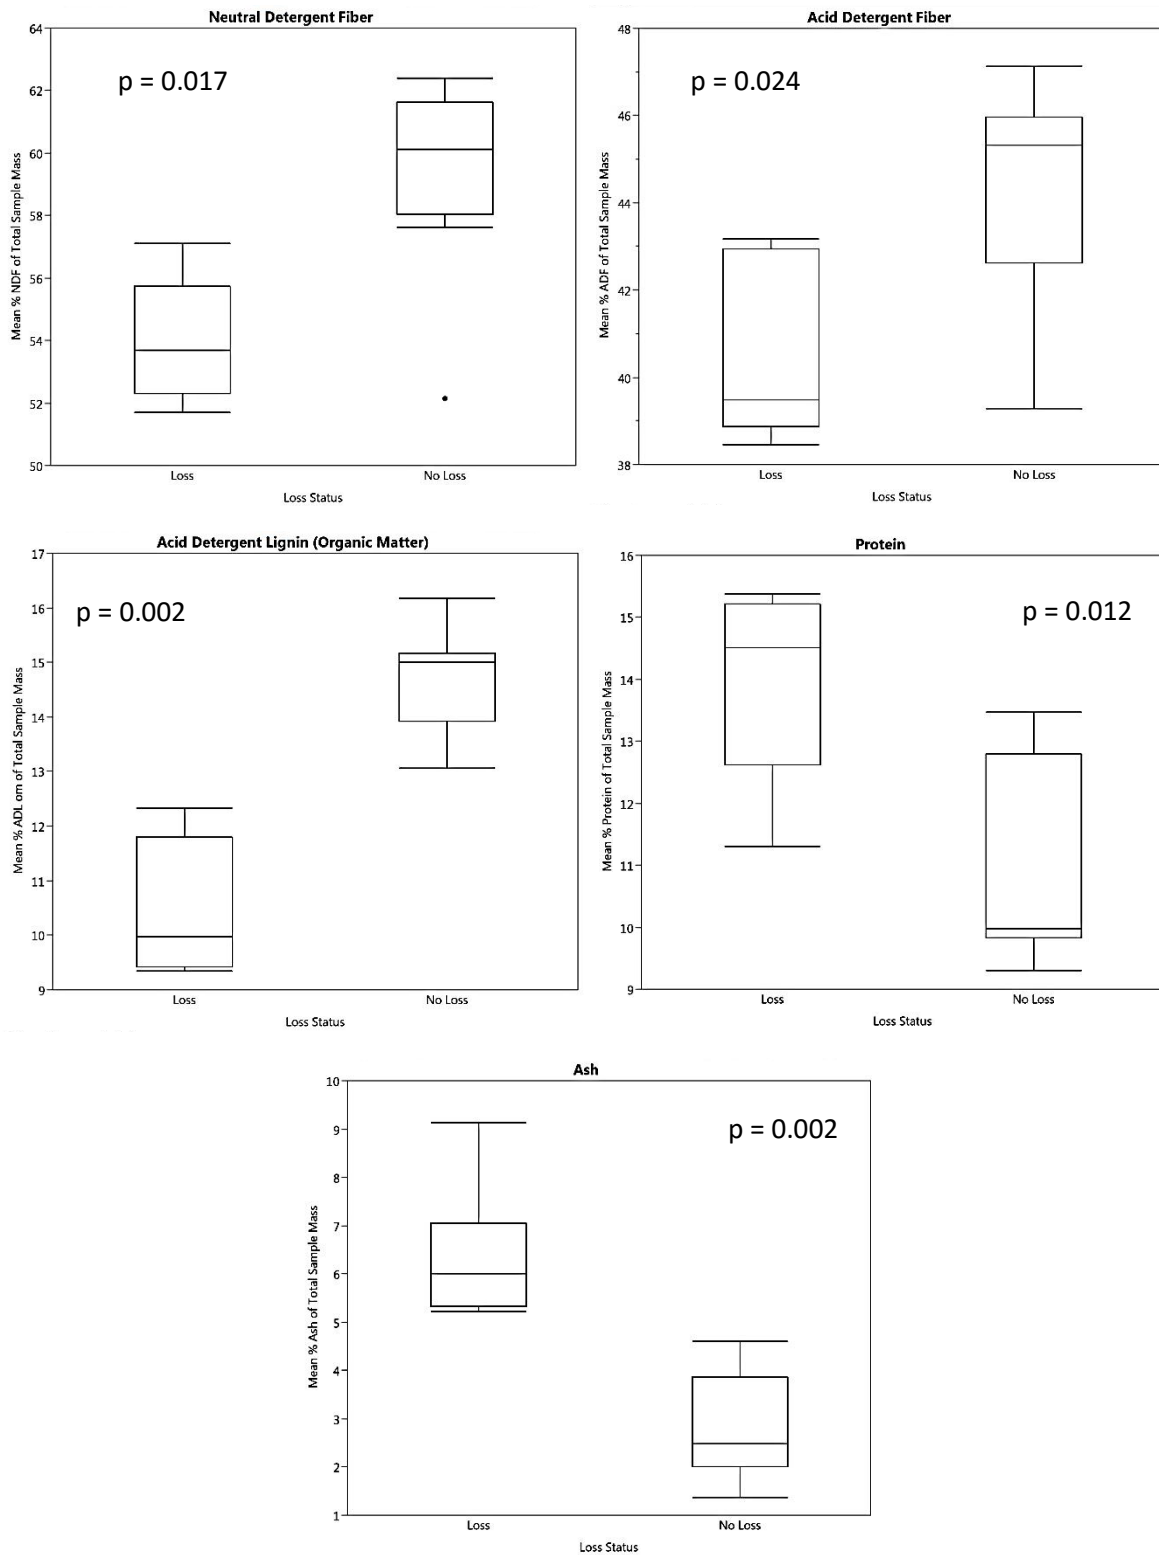 Neutral Detergent Fiber
p = 0.017
Mean % NDF of Total Sample Mass
64
62
60
58
56
54
52
50
Loss
No Loss
Loss Status
Acid Detergent Fiber
p = 0.024
Mean % ADF of Total Sample Mass
48
46
44
42
40
38
Loss
No Loss
Loss Status
Acid Detergent Lignin (Organic Matter)
p = 0.002
Mean % ADL om of Total Sample Mass
17
16
15
14
13
12
11
10
9
Loss
No Loss
Loss Status
Protein
p = 0.012
Mean % Protein of Total Sample Mass
16
15
14
13
12
11
10
9
Loss
No Loss
Loss Status
Ash
p = 0.002
Mean % Ash of Total Sample Mass
10
9
8
7
6
5
4
3
2
1
Loss
No Loss
Loss Status